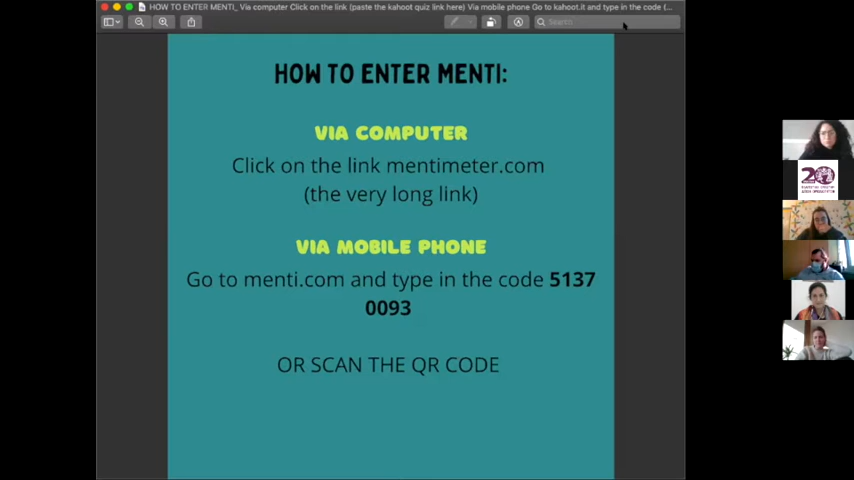 HOW TO ENTER MENTI_ Via computer Click on the link (paste the kahoot quiz link here) Via mobile phone Go to kahoot.it and type in the code (...
Search
HOW TO ENTER MENTI:
VIA COMPUTER
Click on the link mentimeter.com
(the very long link)
VIA MOBILE PHONE
Go to menti.com and type in the code 5137
0093
OR SCAN THE QR CODE
20